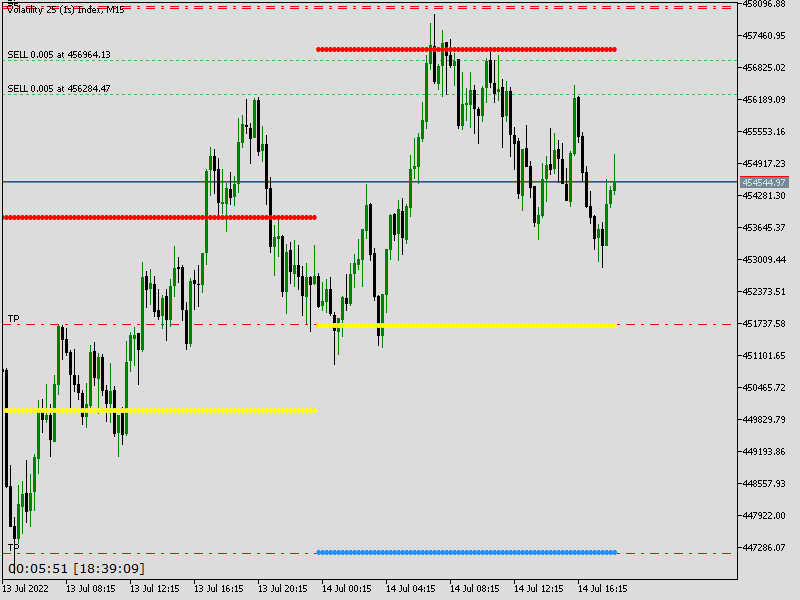 Volatility 25 (1s) Index, M15
SELL 0.005 at 456964.13
SELL 0.005 at 456284.47
TP
TP
00:05:51 [18:39:09]
458096.88
457460.95
456825.02
456189.09
455553.16
454917.23
454544.97
454281.30
453645.37
453009.44
452373.51
451737.58
451101.65
450465.72
449829.79
449193.86
448557.93
447922.00
447286.07
13 Jul 2022
13 Jul 08:15
13 Jul 12:15
13 Jul 16:15
13 Jul 20:15
14 Jul 00:15
14 Jul 04:15
14 Jul 08:15
14 Jul 12:15
14 Jul 16:15